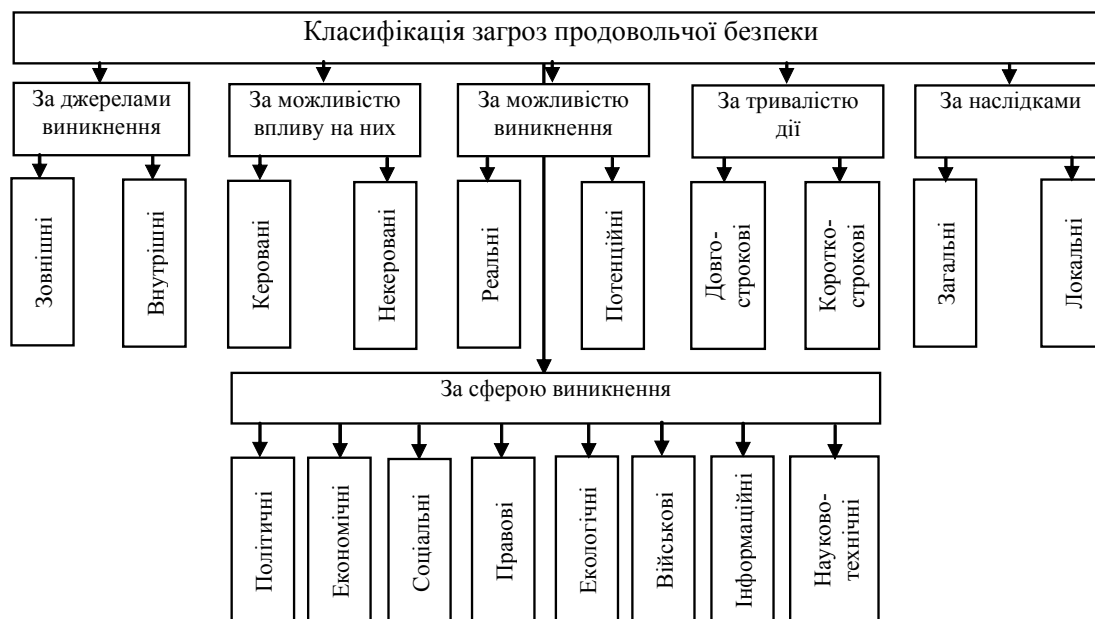 Класифікація загроз продовольчої безпеки
За джерелами
виникнення
За можливістю
впливу на них
За можливістю
виникнення
За тривалістю
дії
За наслідками
Зовнішні
Внутрішні
Керовані
Некеровані
Реальні
Потенційні
Довго-
строкові
Коротко-
строкові
Загальні
Локальні
За сферою виникнення
Політичні
Економічні
Соціальні
Правові
Екологічні
Військові
Інформаційні
Науково-
технічні